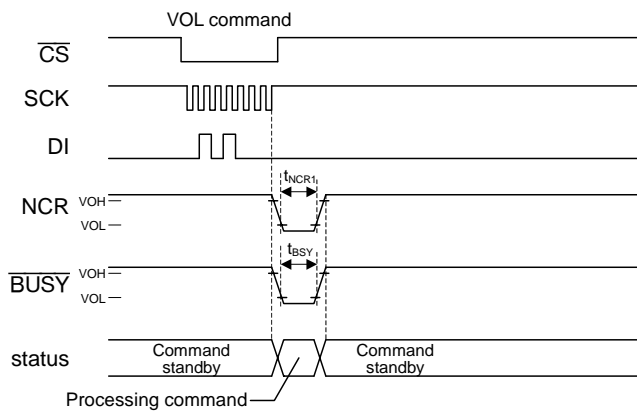 VOL command
CS
SCK
DI
tNCR1
NCR
VOH
VOL
tBSY
BUSY
VOH
VOL
status
Command
standby
Command
standby
Processing command